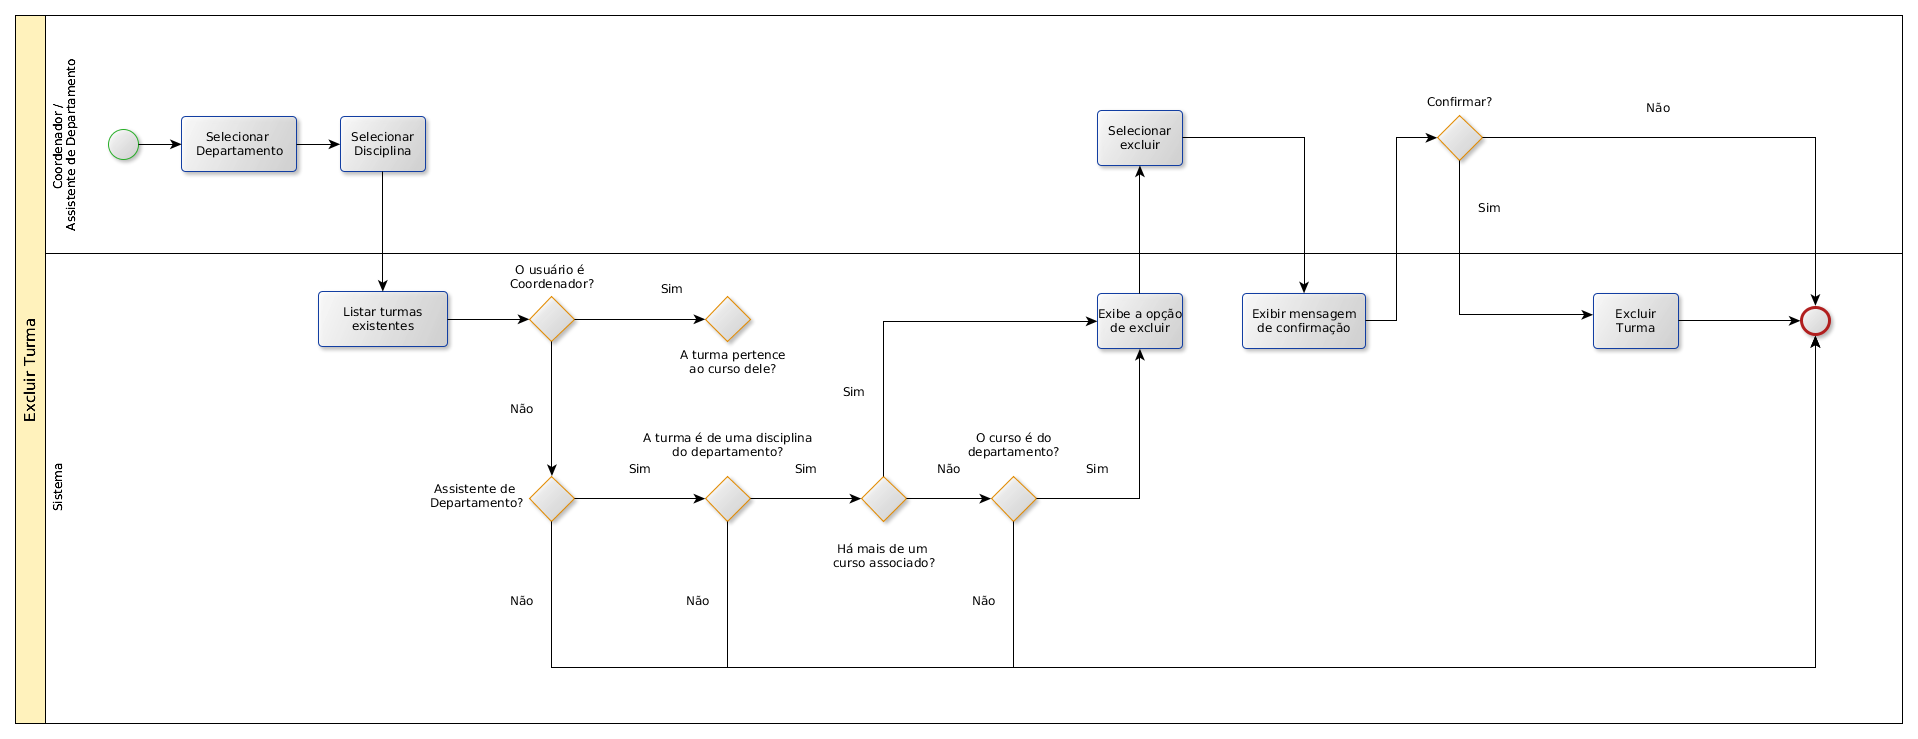 Excluir Turma
Coordenador /
Assistente de Departamento
Selecionar
Departamento
Selecionar
Disciplina
Selecionar
excluir
Confirmar?
Não
Sim
Sistema
Listar turmas
existentes
O usuário é
Coordenador?
Sim
A turma pertence
ao curso dele?
Não
Assistente de
Departamento?
Sim
A turma é de uma disciplina
do departamento?
Sim
Sim
Há mais de um
curso associado?
Não
O curso é do
departamento?
Sim
Exibe a opção
de excluir
Exibir mensagem
de confirmação
Excluir
Turma
Não
Não
Não